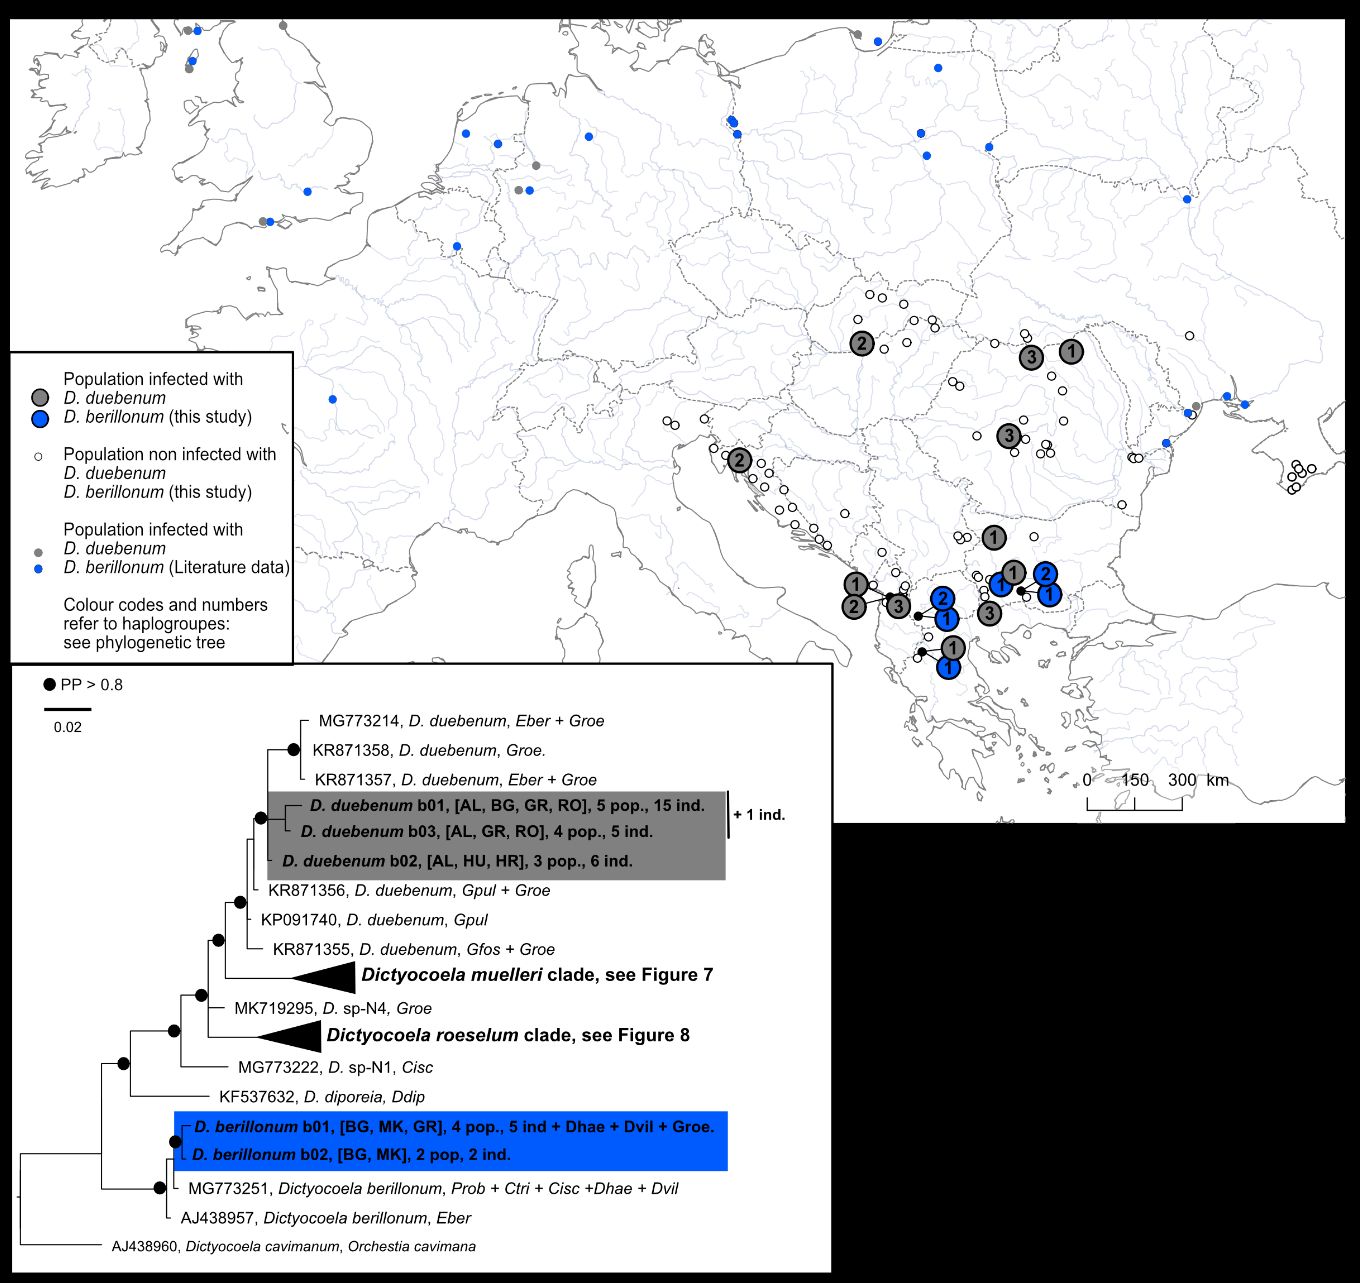 2
3
1
3
2
1
1
1
2
1
1
2
3
2
1
3
1
1
0 150 300 km
Population infected with
D. duebenum
D. berillonum (this study)
Population non infected with
D. duebenum
D. berillonum (this study)
Population infected with
D. duebenum
D. berillonum (Literature data)
Colour codes and numbers
refer to haplogroupes:
see phylogenetic tree
PP > 0.8
0.02
MG773214, D. duebenum, Eber + Groe
KR871358, D. duebenum, Groe.
KR871357, D. duebenum, Eber + Groe
D. duebenum b01, [AL, BG, GR, RO], 5 pop., 15 ind.
+ 1 ind.
D. duebenum b03, [AL, GR, RO], 4 pop., 5 ind.
D. duebenum b02, [AL, HU, HR], 3 pop., 6 ind.
KR871356, D. duebenum, Gpul + Groe
KP091740, D. duebenum, Gpul
KR871355, D. duebenum, Gfos + Groe
Dictyocoela muelleri clade, see Figure 7
MK719295, D. sp-N4, Groe
Dictyocoela roeselum clade, see Figure 8
MG773222, D. sp-N1, Cisc
KF537632, D. diporeia, Ddip
D. berillonum b01, [BG, MK, GR], 4 pop., 5 ind + Dhae + Dvil + Groe.
D. berillonum b02, [BG, MK], 2 pop, 2 ind.
MG773251, Dictyocoela berillonum, Prob + Ctri + Cisc +Dhae + Dvil
AJ438957, Dictyocoela berillonum, Eber
AJ438960, Dictyocoela cavimanum, Orchestia cavimana